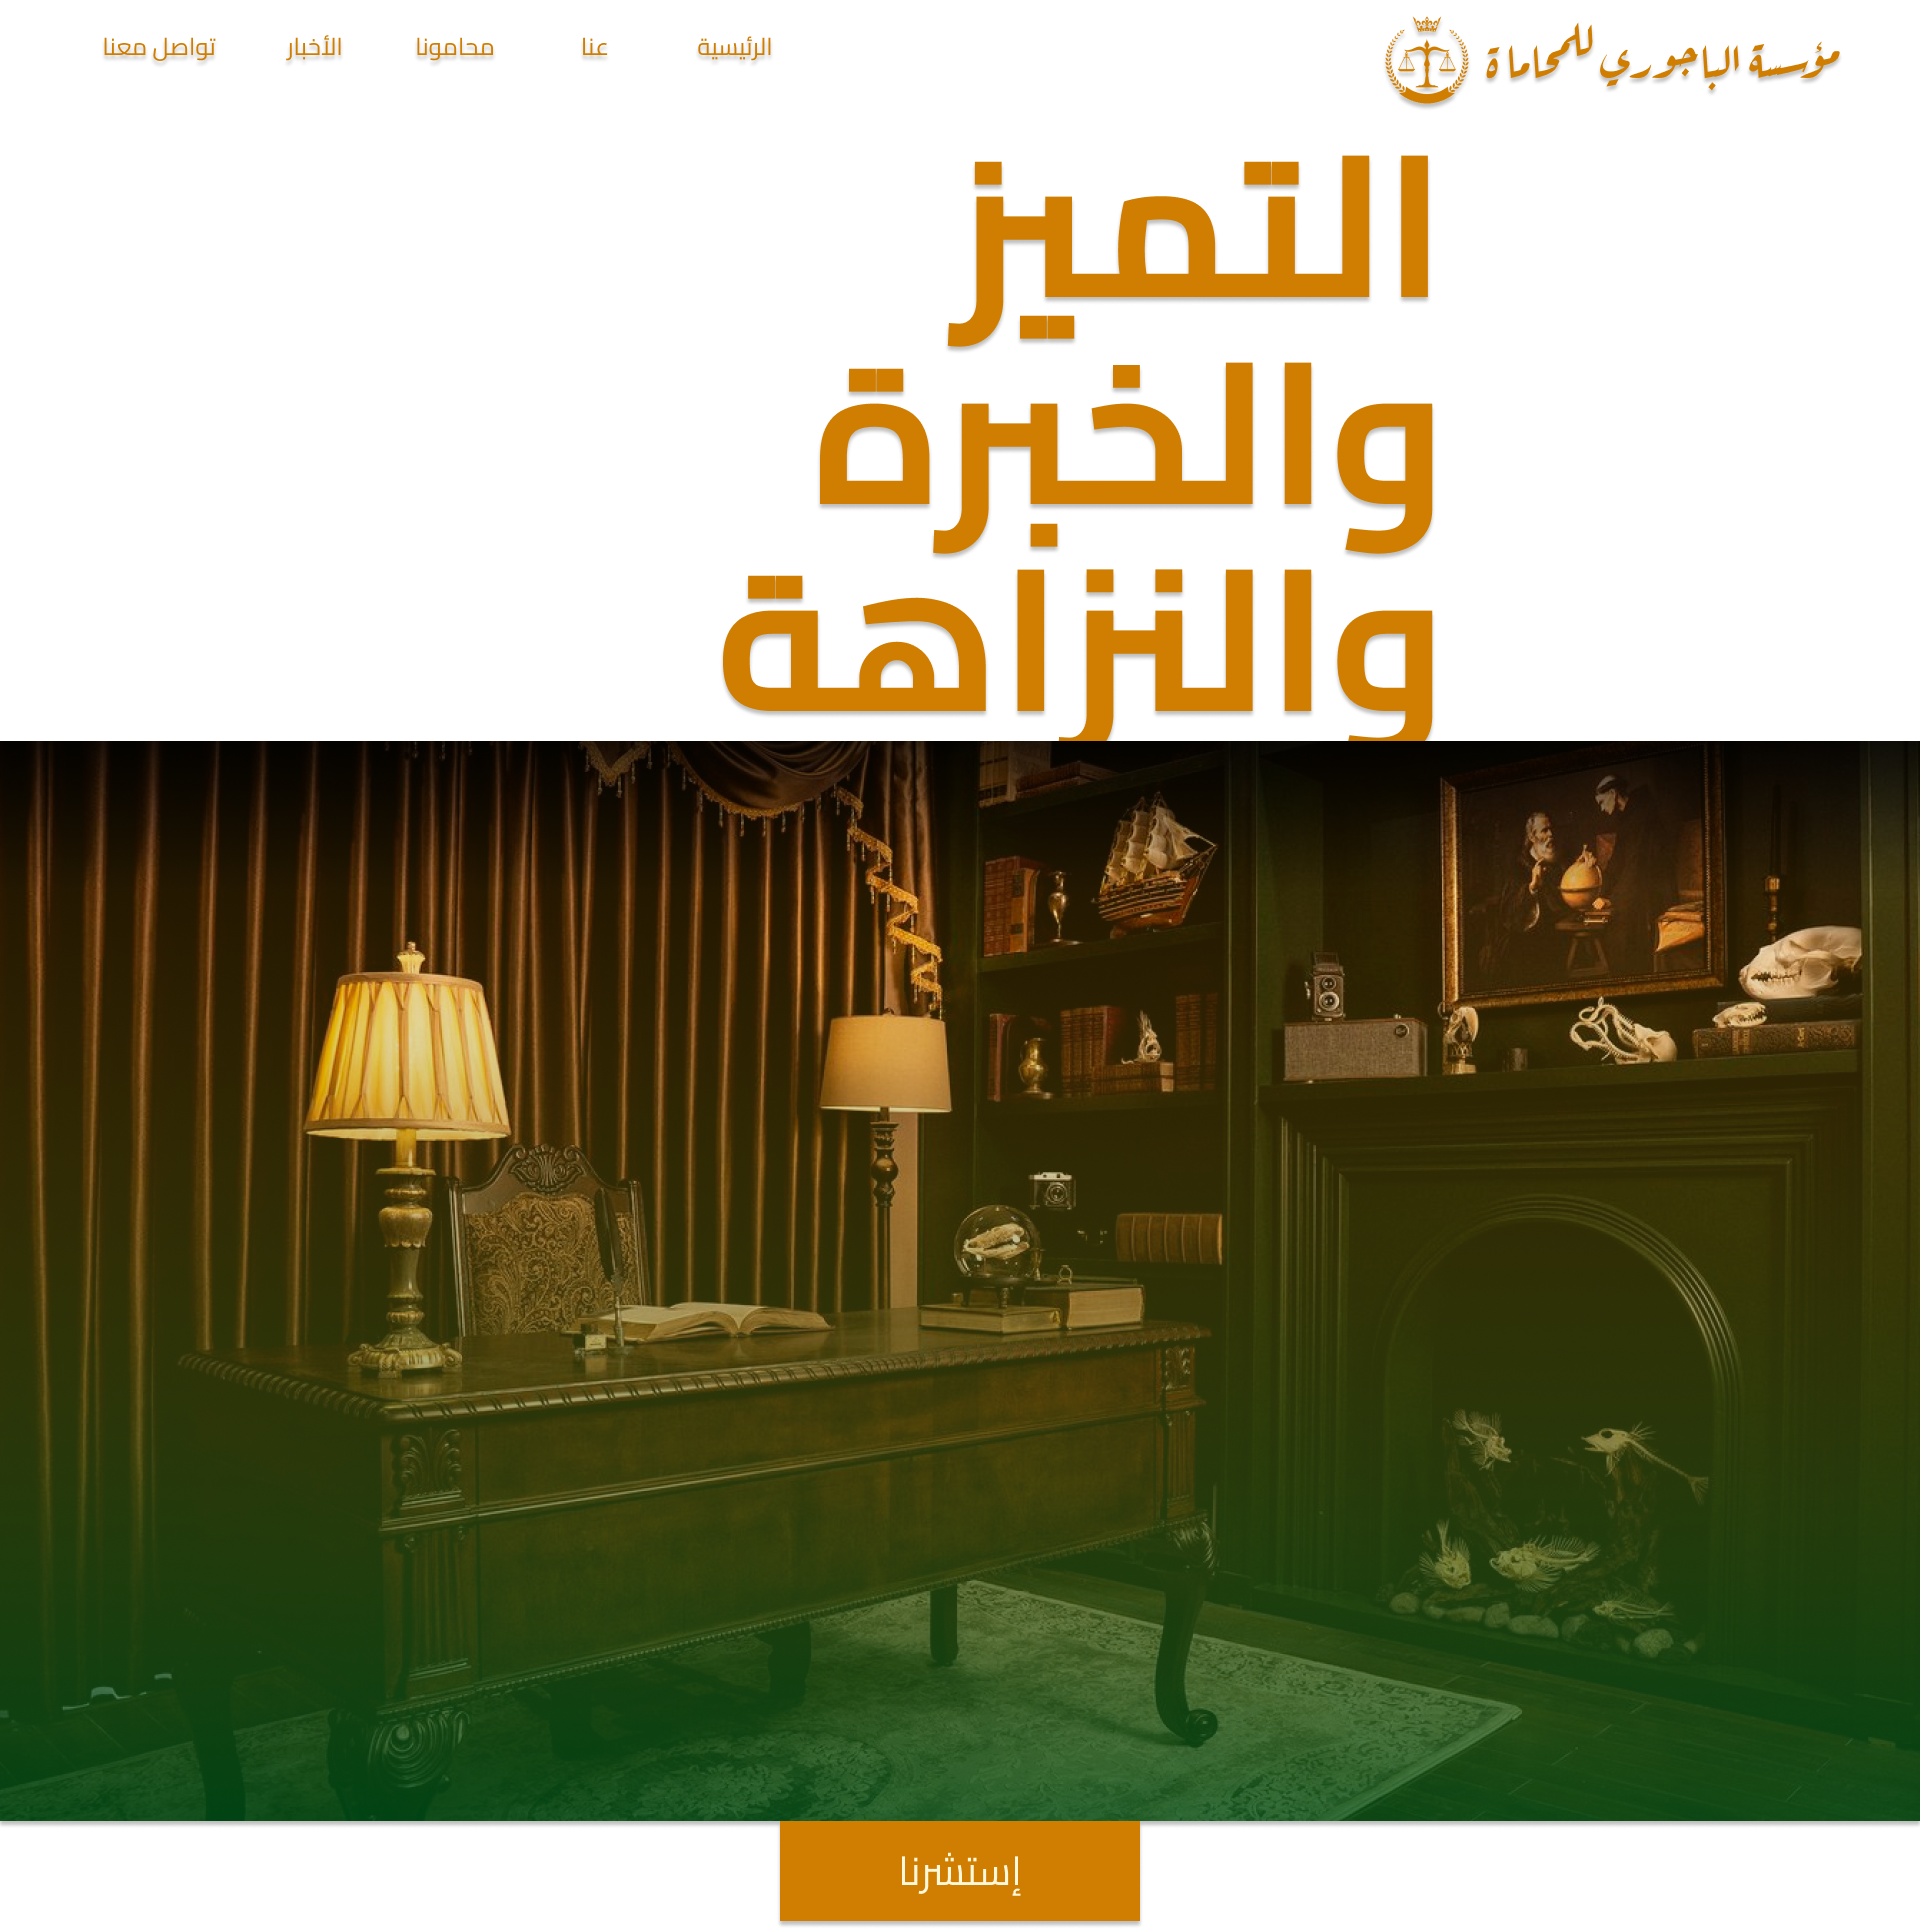 مؤسسة الباجوري للمحاماة
الرئيسية
عنا
محامونا
الأخبار
تواصل معنا
التميز
والخبرة
والنزاهة
إستشرنا